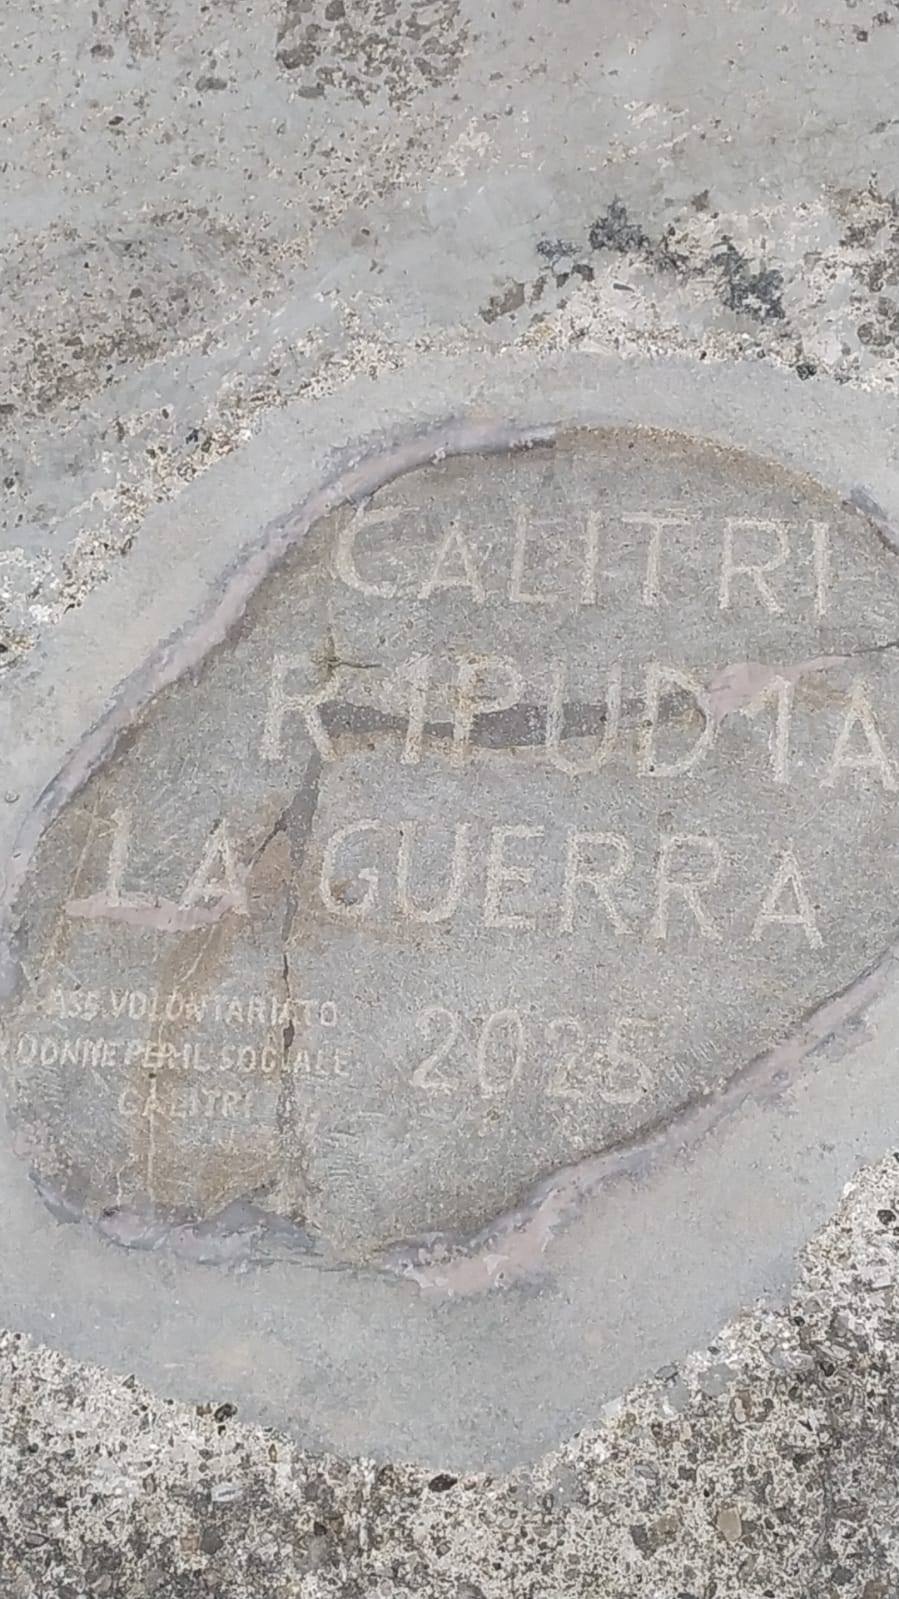 CALITRI
RIPUDIA
LA GUERRA
2025
ASS. VOLONTARIATO
DONNE PER IL SOCIALE
CALITRI